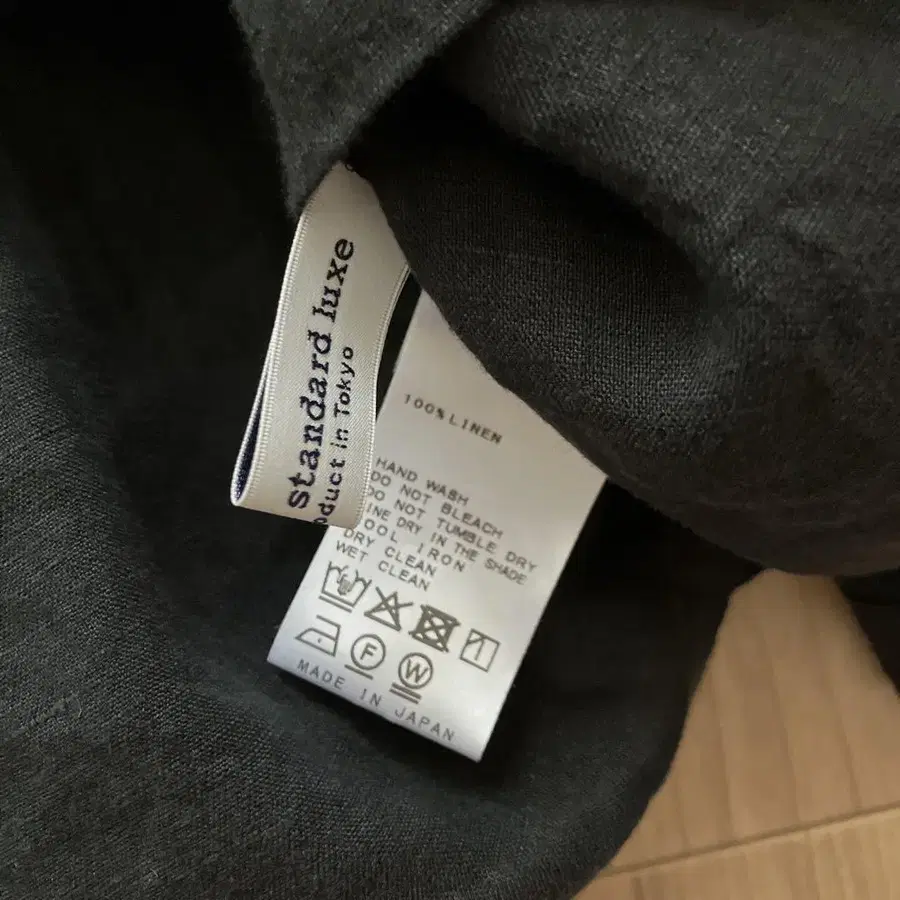 standard luxe
oduct in Tokyo
100% LINEN
HAND WASH
DO NOT BLEACH
DO NOT TUMBLE DRY
INE DRY IN THE SHADE
OOL IRON
DRY CLEAN
WET CLEAN
F
W
MADE IN JAPAN